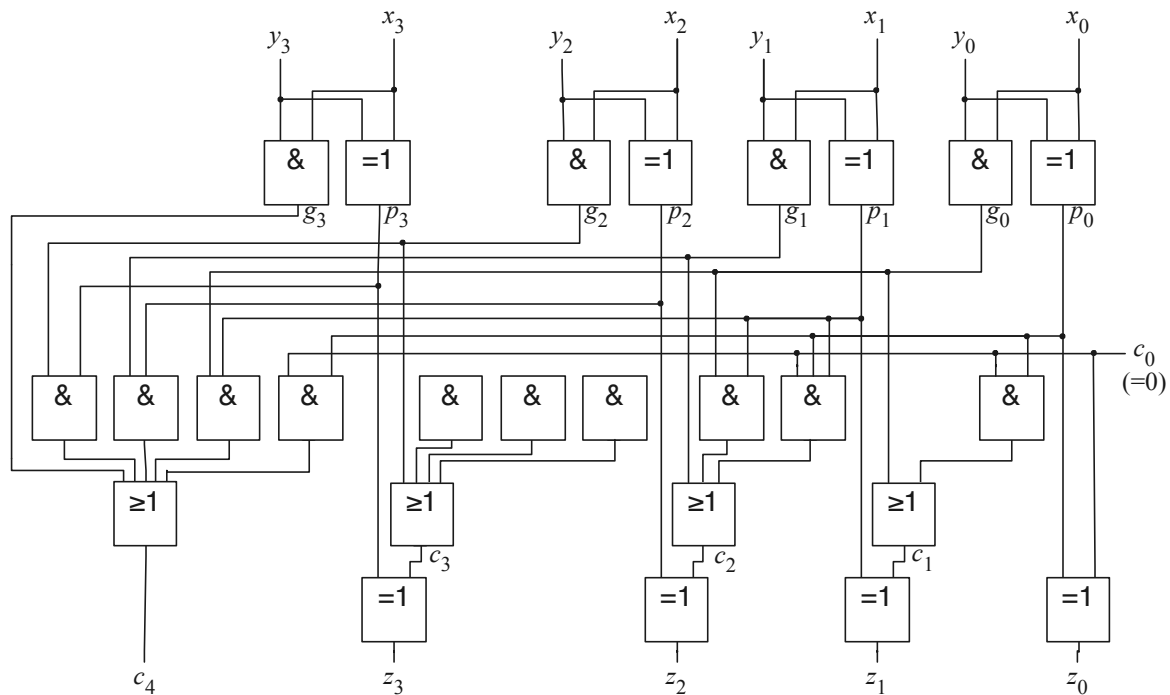 y3 x3 y2 x2 y1 x1 y0 x0
& =1 & =1 & =1 & =1
g3 p3 g2 p2 g1 p1 g0 p0
c0
(=0)
& & & & & & & & & &
≥1 ≥1 ≥1 ≥1
c3 c2 c1
=1 =1 =1 =1
c4 z3 z2 z1 z0